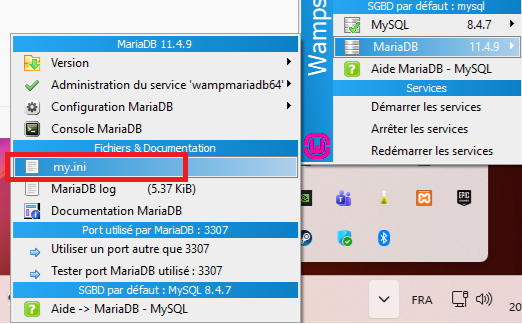 SGBD par défaut : mysql
MySQL 8.4.7
MariaDB 11.4.9
Aide MariaDB - MySQL
Services
Démarrer les services
Arrêter les services
Redémarrer les services
Wamps
MariaDB 11.4.9
Version
Administration du service 'wampmariadb64'
Configuration MariaDB
Console MariaDB
Fichiers & Documentation
my.ini
MariaDB log (5.37 KiB)
Documentation MariaDB
Port utilisé par MariaDB : 3307
Utiliser un port autre que 3307
Tester port MariaDB utilisé : 3307
SGBD par défaut : MySQL 8.4.7
Aide -> MariaDB - MySQL
EPIC
FRA
20